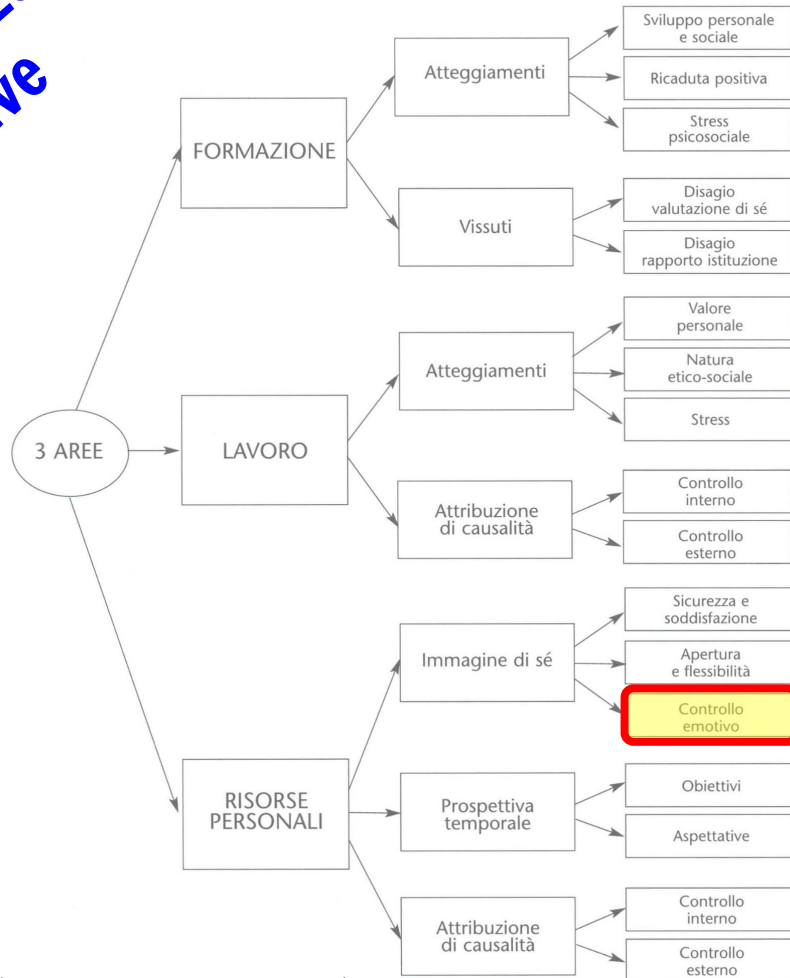 ive
Sviluppo personale
e sociale
Atteggiamenti
Ricaduta positiva
Stress
psicosociale
FORMAZIONE
Disagio
valutazione di sé
Vissuti
Disagio
rapporto istituzione
Valore
personale
Atteggiamenti
Natura
etico-sociale
Stress
3 AREE
LAVORO
Controllo
interno
Attribuzione
di causalità
Controllo
esterno
Sicurezza e
soddisfazione
Immagine di sé
Apertura
e flessibilità
Controllo
emotivo
RISORSE
PERSONALI
Obiettivi
Prospettiva
temporale
Aspettative
Controllo
interno
Attribuzione
di causalità
Controllo
esterno